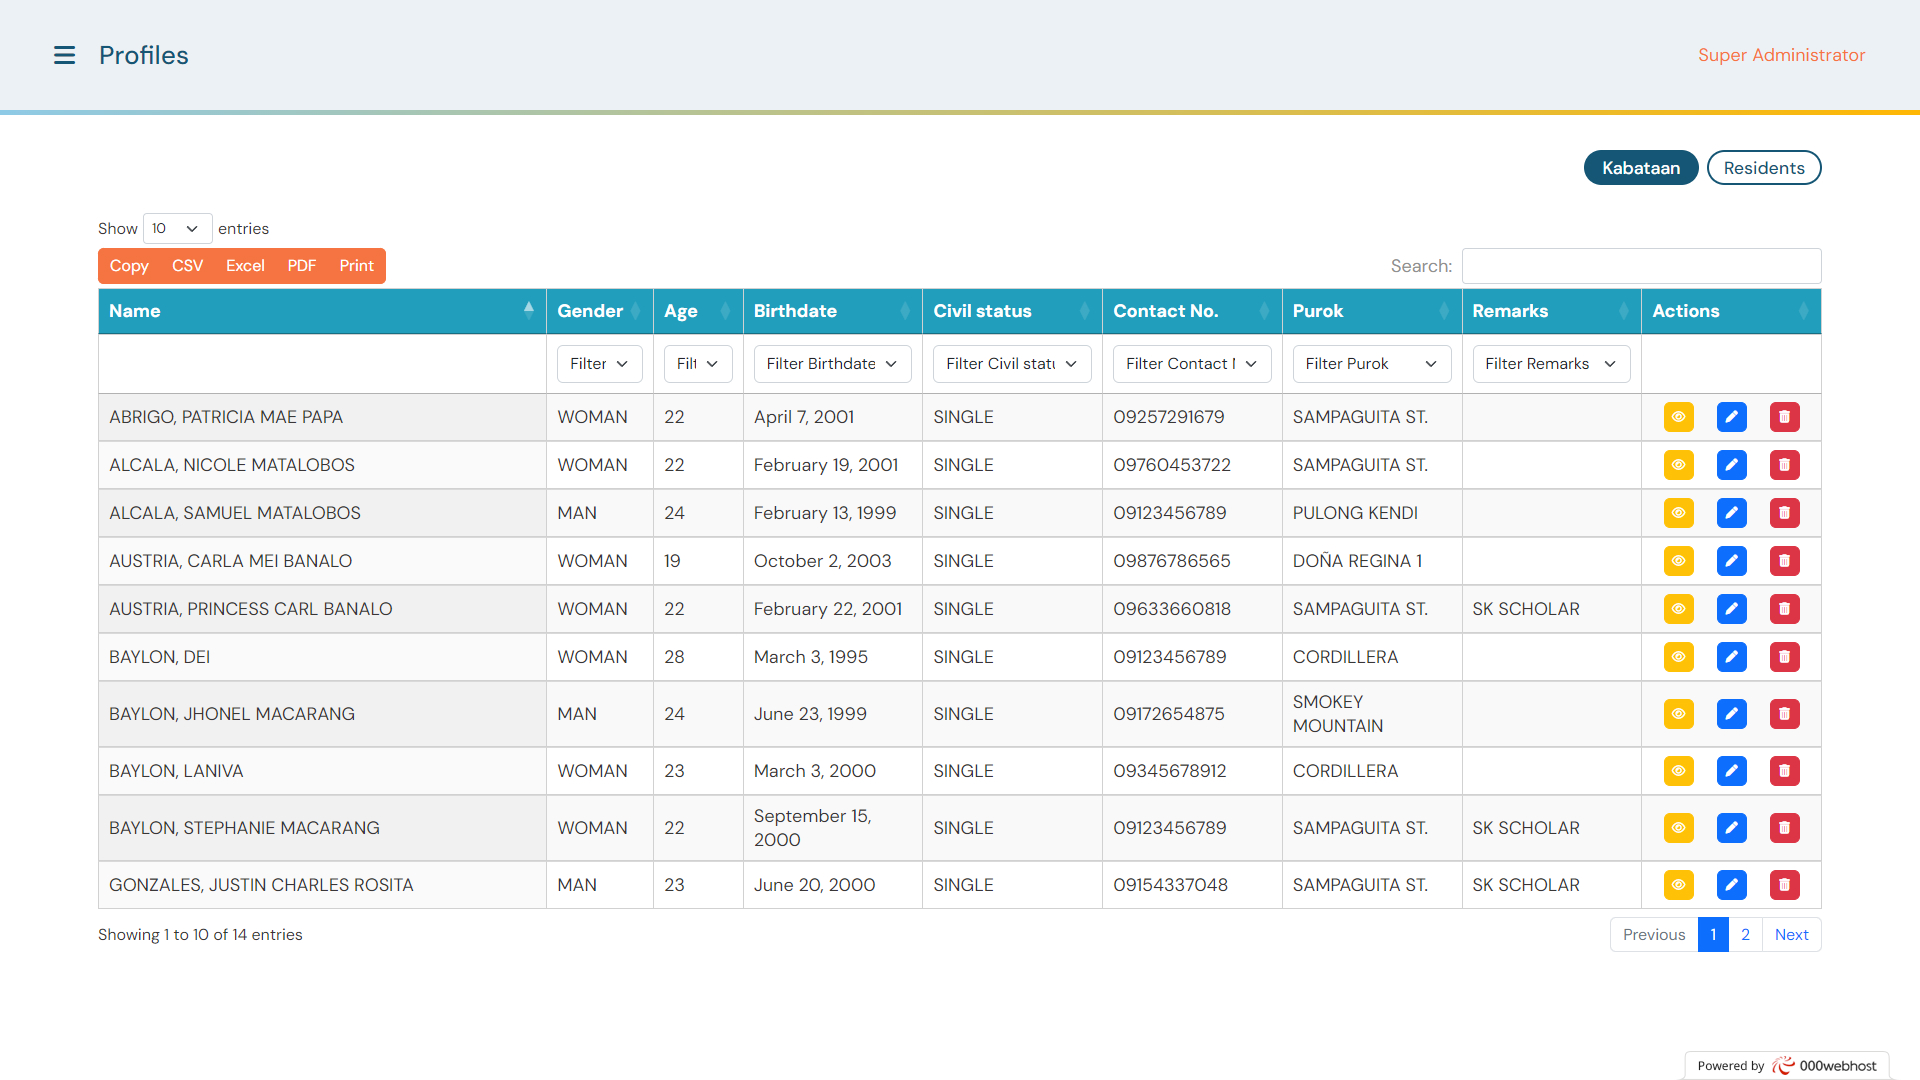 Profiles
Super Administrator
Kabataan Residents
Show 10 entries
Copy CSV Excel PDF Print
Search:
Name Gender Age Birthdate Civil status Contact No. Purok Remarks Actions
Filter Filt Filter Birthdate Filter Civil statu Filter Contact N Filter Purok Filter Remarks
ABRIGO, PATRICIA MAE PAPA WOMAN 22 April 7, 2001 SINGLE 09257291679 SAMPAGUITA ST.
ALCALA, NICOLE MATALOBOS WOMAN 22 February 19, 2001 SINGLE 09760453722 SAMPAGUITA ST.
ALCALA, SAMUEL MATALOBOS MAN 24 February 13, 1999 SINGLE 09123456789 PULONG KENDI
AUSTRIA, CARLA MEI BANALO WOMAN 19 October 2, 2003 SINGLE 09876786565 DOÑA REGINA 1
AUSTRIA, PRINCESS CARL BANALO WOMAN 22 February 22, 2001 SINGLE 09633660818 SAMPAGUITA ST. SK SCHOLAR
BAYLON, DEI WOMAN 28 March 3, 1995 SINGLE 09123456789 CORDILLERA
BAYLON, JHONEL MACARANG MAN 24 June 23, 1999 SINGLE 09172654875 SMOKEY
MOUNTAIN
BAYLON, LANIVA WOMAN 23 March 3, 2000 SINGLE 09345678912 CORDILLERA
BAYLON, STEPHANIE MACARANG WOMAN 22 September 15,
2000 SINGLE 09123456789 SAMPAGUITA ST. SK SCHOLAR
GONZALES, JUSTIN CHARLES ROSITA MAN 23 June 20, 2000 SINGLE 09154337048 SAMPAGUITA ST. SK SCHOLAR
Showing 1 to 10 of 14 entries
Previous 1 2 Next
Powered by 000webhost